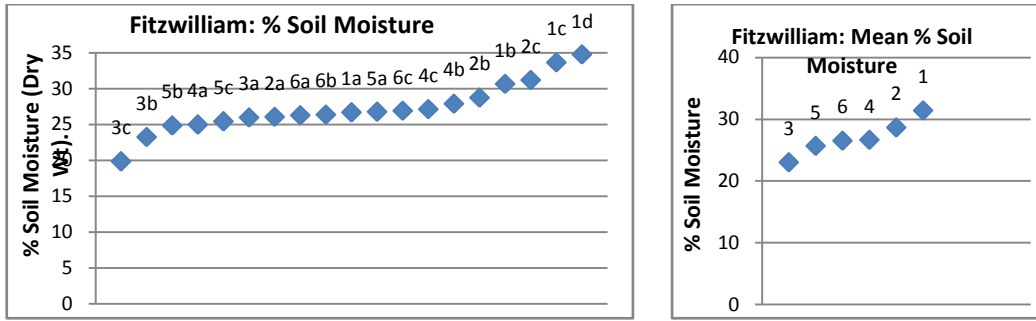 Fitzwilliam: % Soil Moisture
% Soil Moisture (Dry
Wt).
35
30
25
20
15
10
5
0
3c
3b
5b
4a
5c
3a
2a
6a
6b
1a
5a
6c
4c
4b
2b
1b
2c
1c
1d
Fitzwilliam: Mean % Soil
Moisture
% Soil Moisture
40
30
20
10
0
3
5
6
4
2
1